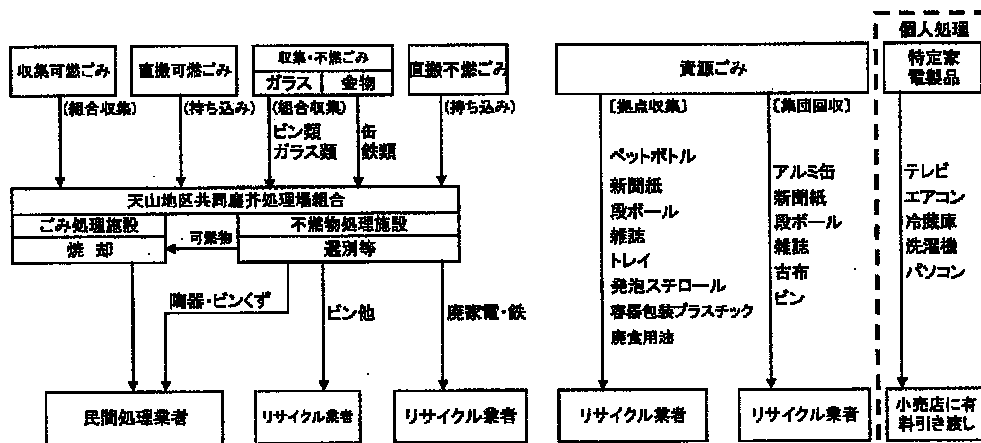 個人処理
収集可燃ごみ
直搬可燃ごみ
収集・不燃ごみ
ガラス
金物
直搬不燃ごみ
資源ごみ
特定家
電製品
(組合収集)
(持ち込み)
(組合収集)
(持ち込み)
[拠点収集]
[集団回収]
ビン類
ガラス類
缶
鉄類
ペットボトル
新聞紙
段ボール
雑誌
トレイ
発泡ステロール
容器包装プラスチック
廃食用油
アルミ缶
新聞紙
段ボール
雑誌
古布
ビン
テレビ
エアコン
冷蔵庫
洗濯機
パソコン
天山地区共同塵芥処理場組合
ごみ処理施設
焼却
可燃物
不燃物処理施設
選別等
陶器・ビンくず
ビン他
廃家電・鉄
民間処理業者
リサイクル業者
リサイクル業者
リサイクル業者
リサイクル業者
小売店に有
料引き渡し